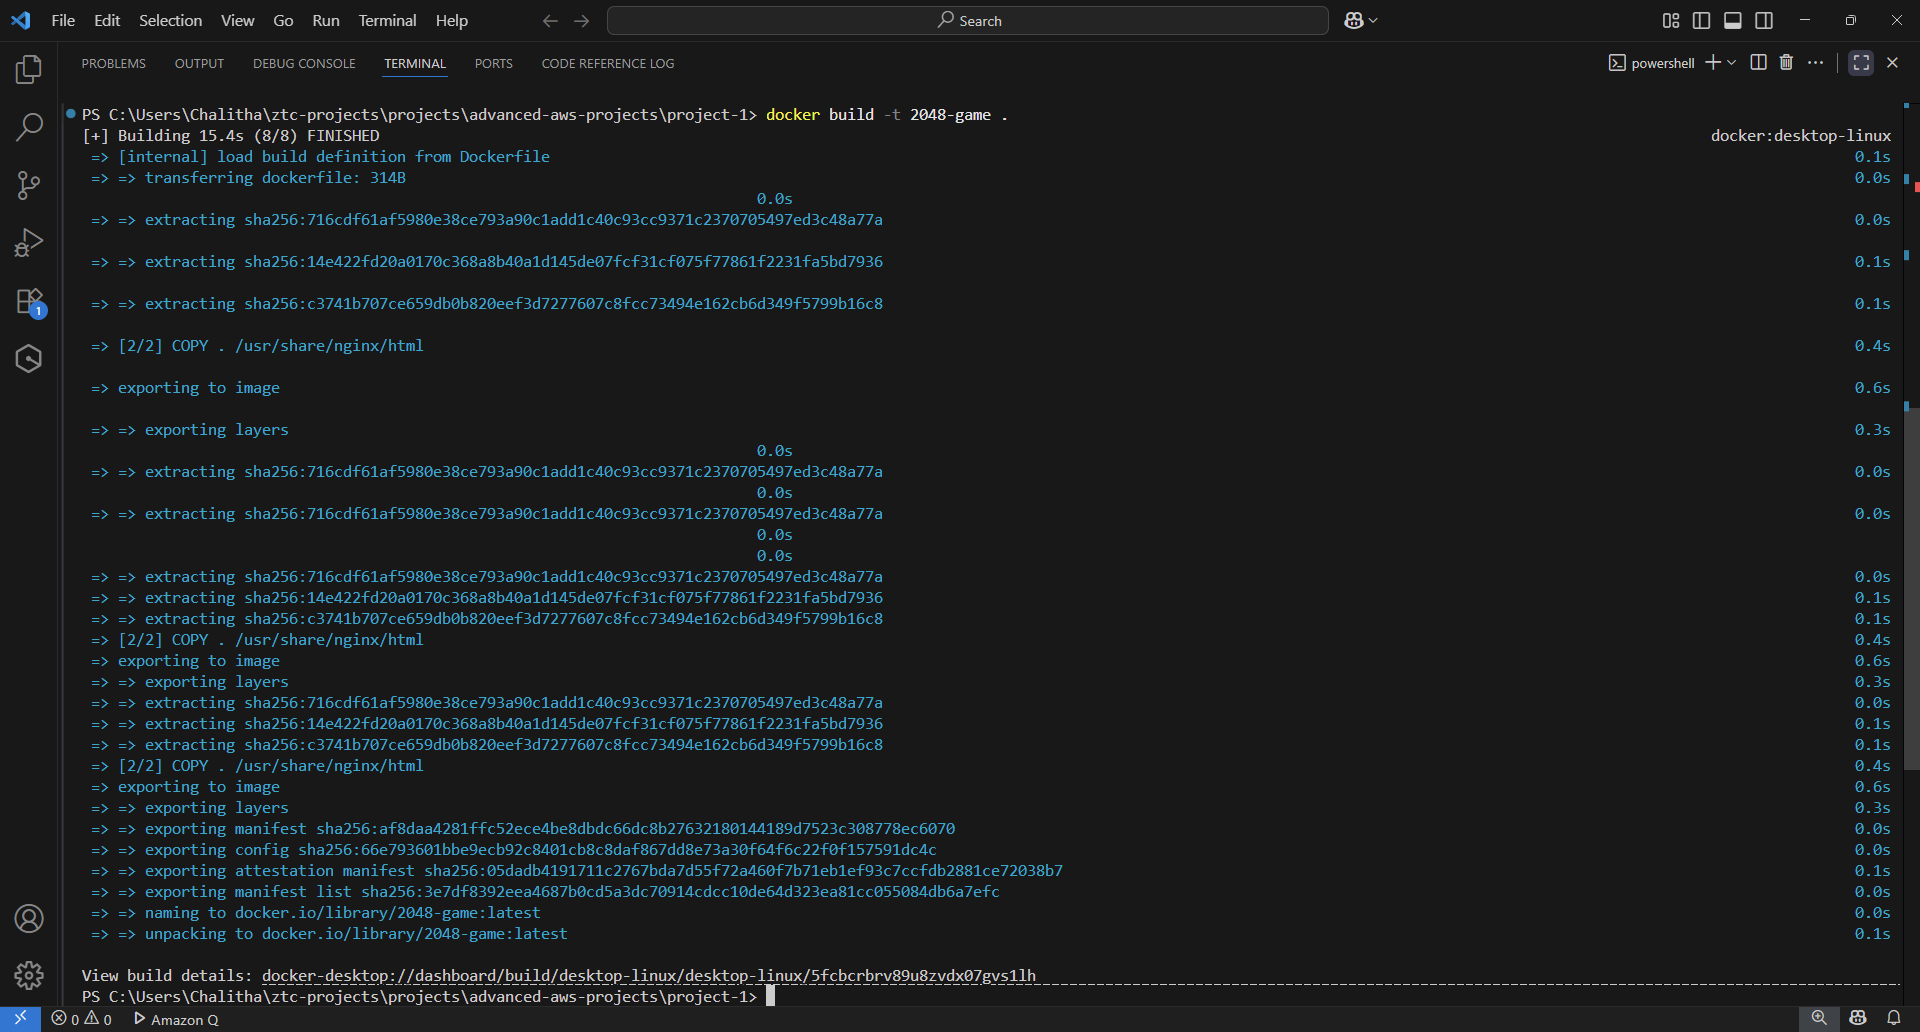 File Edit Selection View Go Run Terminal Help Search
PROBLEMS OUTPUT DEBUG CONSOLE TERMINAL PORTS CODE REFERENCE LOG powershell
PS C:\Users\Chalitha\ztc-projects\projects\advanced-aws-projects\project-1> docker build -t 2048-game .
[+] Building 15.4s (8/8) FINISHED docker:desktop-linux
=> [internal] load build definition from Dockerfile 0.1s
=> => transferring dockerfile: 314B 0.0s
0.0s
=> => extracting sha256:716cdf61af5980e38ce793a90c1add1c40c93cc9371c2370705497ed3c48a77a 0.0s
=> => extracting sha256:14e422fd20a0170c368a8b40a1d145de07fcf31cf075f77861f2231fa5bd7936 0.1s
=> => extracting sha256:c3741b707ce659db0b820eef3d7277607c8fcc73494e162cb6d349f5799b16c8 0.1s
=> [2/2] COPY . /usr/share/nginx/html 0.4s
=> exporting to image 0.6s
=> => exporting layers 0.3s
0.0s
=> => extracting sha256:716cdf61af5980e38ce793a90c1add1c40c93cc9371c2370705497ed3c48a77a 0.0s
0.0s
=> => extracting sha256:716cdf61af5980e38ce793a90c1add1c40c93cc9371c2370705497ed3c48a77a 0.0s
0.0s
0.0s
=> => extracting sha256:716cdf61af5980e38ce793a90c1add1c40c93cc9371c2370705497ed3c48a77a 0.0s
=> => extracting sha256:14e422fd20a0170c368a8b40a1d145de07fcf31cf075f77861f2231fa5bd7936 0.1s
=> => extracting sha256:c3741b707ce659db0b820eef3d7277607c8fcc73494e162cb6d349f5799b16c8 0.1s
=> [2/2] COPY . /usr/share/nginx/html 0.4s
=> exporting to image 0.6s
=> => exporting layers 0.3s
=> => extracting sha256:716cdf61af5980e38ce793a90c1add1c40c93cc9371c2370705497ed3c48a77a 0.0s
=> => extracting sha256:14e422fd20a0170c368a8b40a1d145de07fcf31cf075f77861f2231fa5bd7936 0.1s
=> => extracting sha256:c3741b707ce659db0b820eef3d7277607c8fcc73494e162cb6d349f5799b16c8 0.1s
=> [2/2] COPY . /usr/share/nginx/html 0.4s
=> exporting to image 0.6s
=> => exporting layers 0.3s
=> => exporting manifest sha256:af8daa4281ffc52ece4be8dbdc66dc8b27632180144189d7523c308778ec6070 0.0s
=> => exporting config sha256:66e793601bbe9ecb92c8401cb8c8daf867dd8e73a30f64f6c22f0f157591dc4c 0.0s
=> => exporting attestation manifest sha256:05dadb4191711c2767bda7d55f72a460f7b71eb1ef93c7ccfdb2881ce72038b7 0.1s
=> => exporting manifest list sha256:3e7df8392eea4687b0cd5a3dc70914cdcc10de64d323ea81cc055084db6a7efc 0.0s
=> => naming to docker.io/library/2048-game:latest 0.0s
=> => unpacking to docker.io/library/2048-game:latest 0.1s
View build details: docker-desktop://dashboard/build/desktop-linux/desktop-linux/5fcbcrbrv89u8zvdx07gvs1lh
PS C:\Users\Chalitha\ztc-projects\projects\advanced-aws-projects\project-1>
1
0 0 Amazon Q